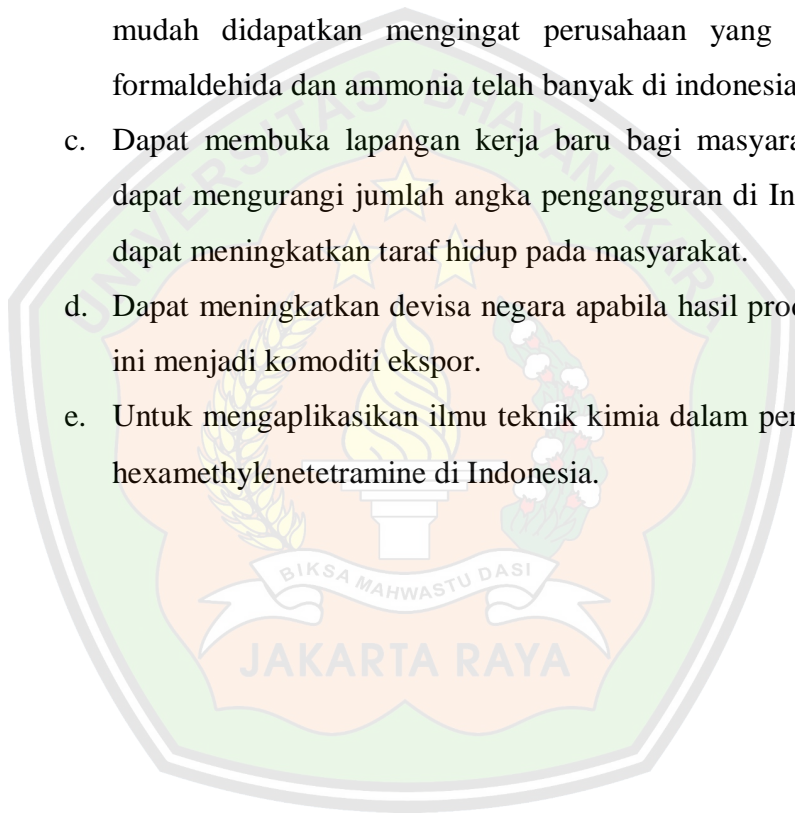 mudah didapatkan mengingat perusahaan yang
formaldehida dan ammonia telah banyak di indonesia
c. Dapat membuka lapangan kerja baru bagi masyara
dapat mengurangi jumlah angka pengangguran di In
dapat meningkatkan taraf hidup pada masyarakat.
d. Dapat meningkatkan devisa negara apabila hasil pro
ini menjadi komoditi ekspor.
e. Untuk mengaplikasikan ilmu teknik kimia dalam per
hexamethylenetetramine di Indonesia.
UNIVERSITAS BHAYANGKARA
BIKSA MAHWASTU DASI
JAKARTA RAYA